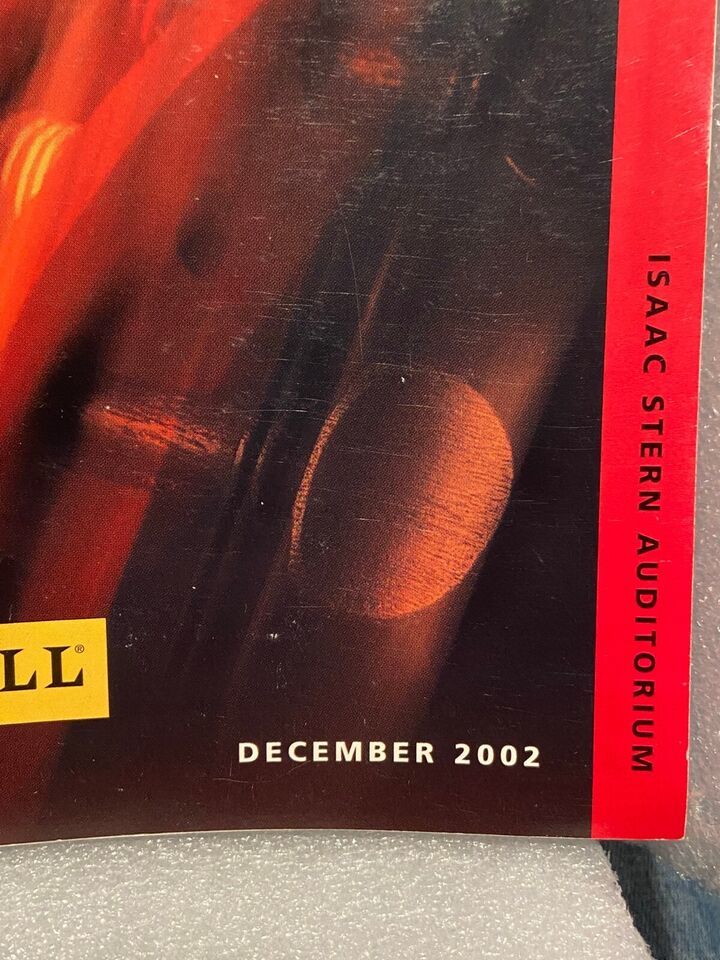 ISAAC STERN AUDITORIUM
LL®
DECEMBER 2002